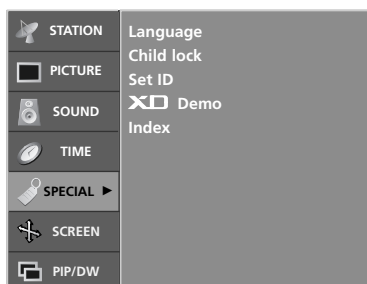 STATION
PICTURE
SOUND
TIME
SPECIAL ►
SCREEN
PIP/DW
Language
Child lock
Set ID
XD Demo
Index